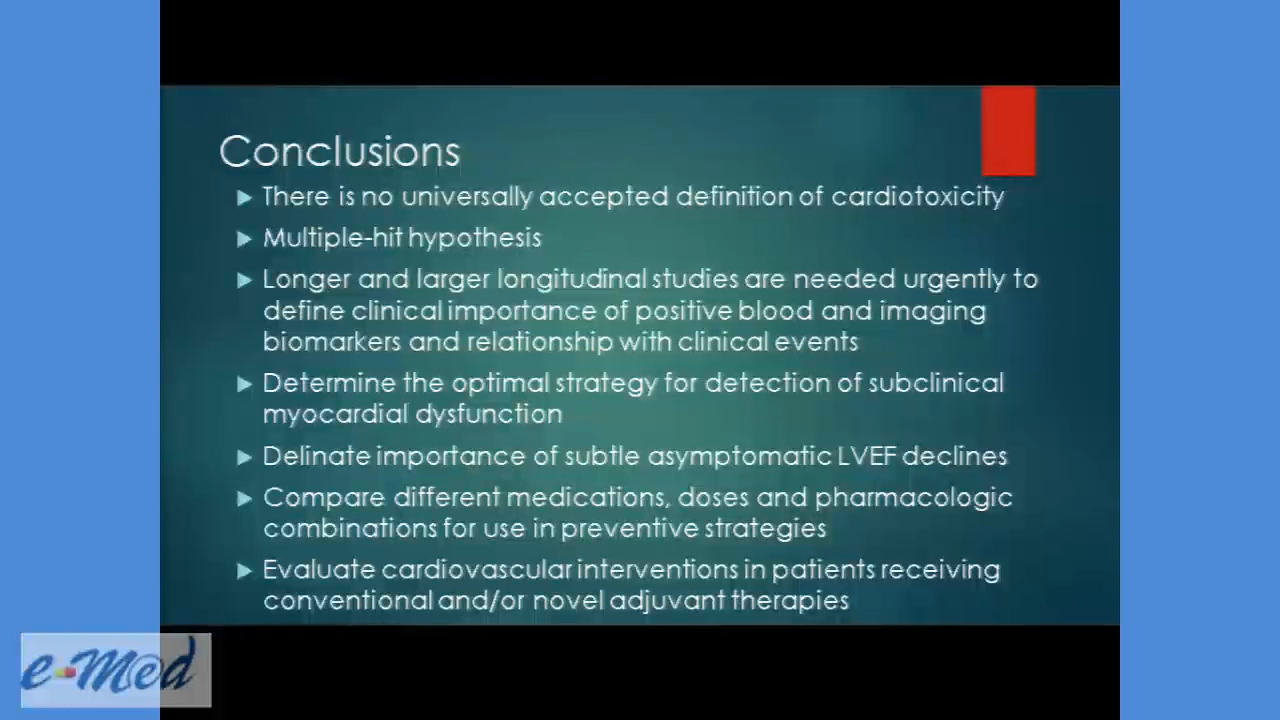 Conclusions
There is no universally accepted definition of cardiotoxicity
Multiple-hit hypothesis
Longer and larger longitudinal studies are needed urgently to
define clinical importance of positive blood and imaging
biomarkers and relationship with clinical events
Determine the optimal strategy for detection of subclinical
myocardial dysfunction
Delinate importance of subtle asymptomatic LVEF declines
Compare different medications, doses and pharmacologic
combinations for use in preventive strategies
Evaluate cardiovascular interventions in patients receiving
conventional and/or novel adjuvant therapies
e-Med